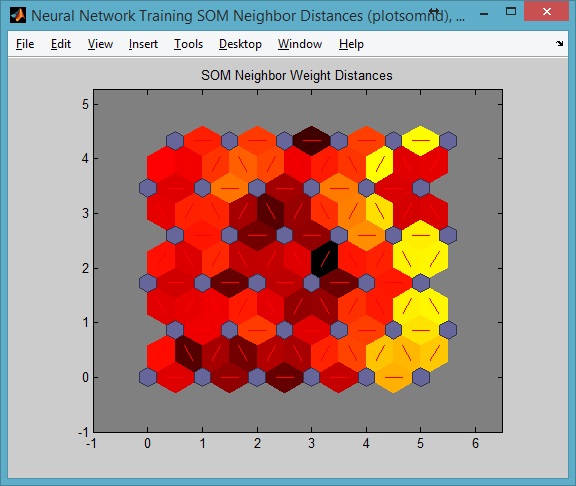 Neural Network Training SOM Neighbor Distances (plotsomnd), ...
File Edit View Insert Tools Desktop Window Help
SOM Neighbor Weight Distances
5
4
3
2
1
0
-1
-1 0 1 2 3 4 5 6